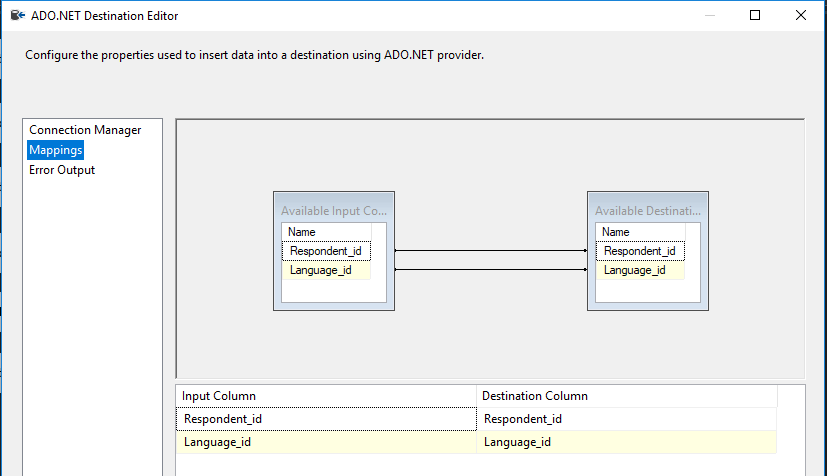 ADO.NET Destination Editor
Configure the properties used to insert data into a destination using ADO.NET provider.
Connection Manager
Mappings
Error Output
Available Input Co...
Name
Respondent_id
Language_id
Available Destinati...
Name
Respondent_id
Language_id
Input Column Destination Column
Respondent_id Respondent_id
Language_id Language_id